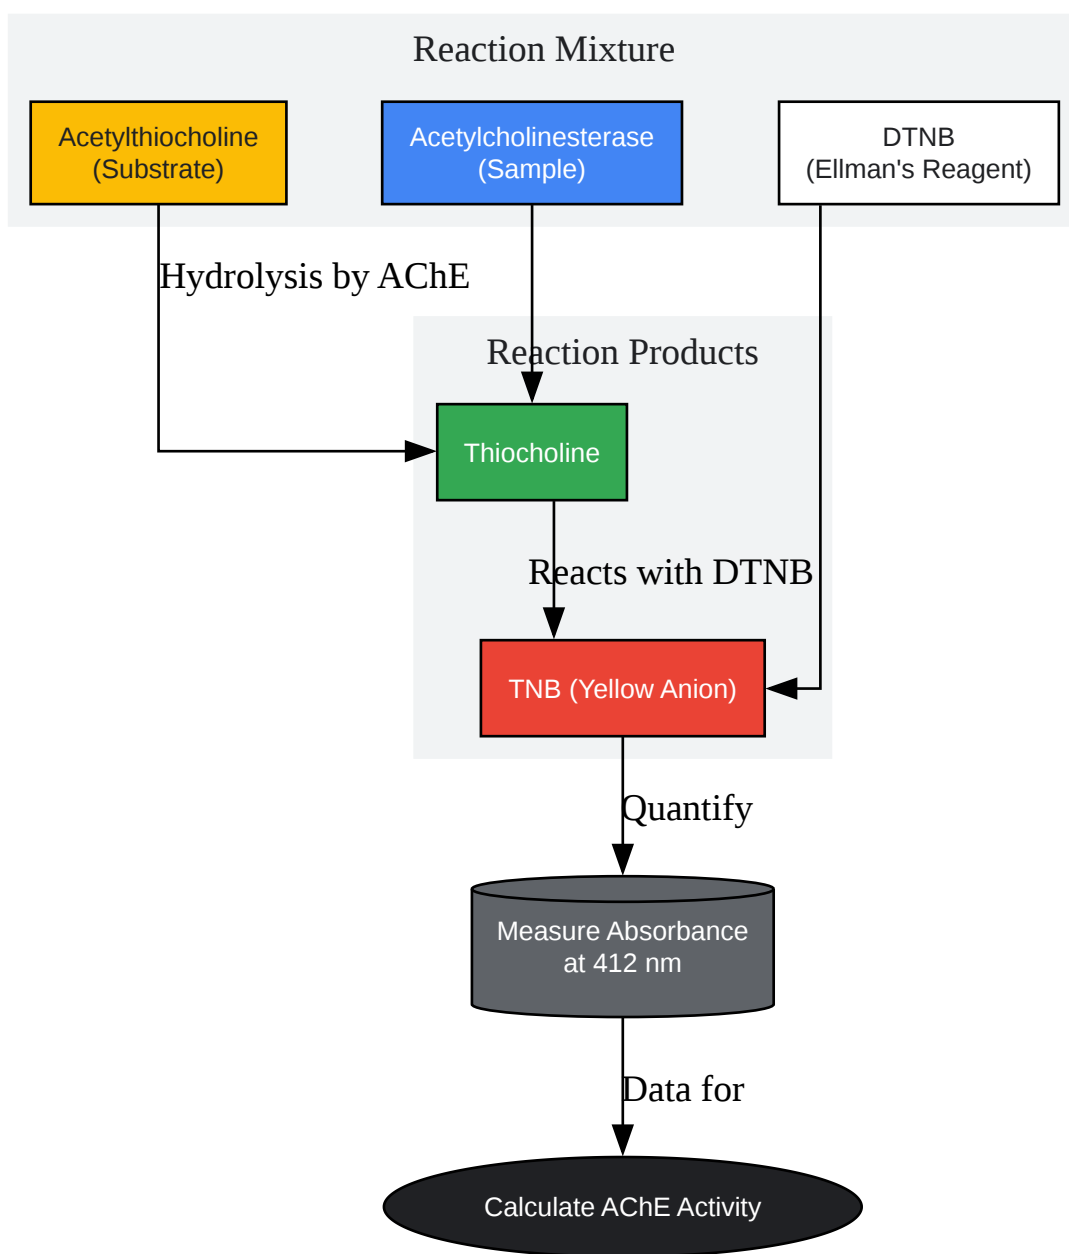 Reaction Mixture
Acetylthiocholine
(Substrate)
Acetylcholinesterase
(Sample)
DTNB
(Ellman's Reagent)
Hydrolysis by AChE
Reaction Products
Thiocholine
Reacts with DTNB
TNB (Yellow Anion)
Quantify
Measure Absorbance
at 412 nm
Data for
Calculate AChE Activity